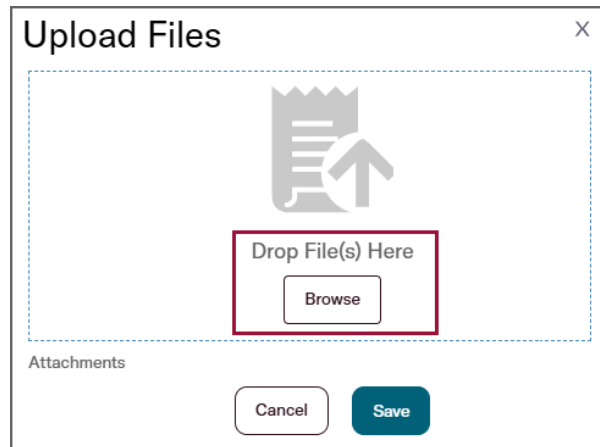 Upload Files X
Drop File(s) Here
Browse
Attachments
Cancel Save